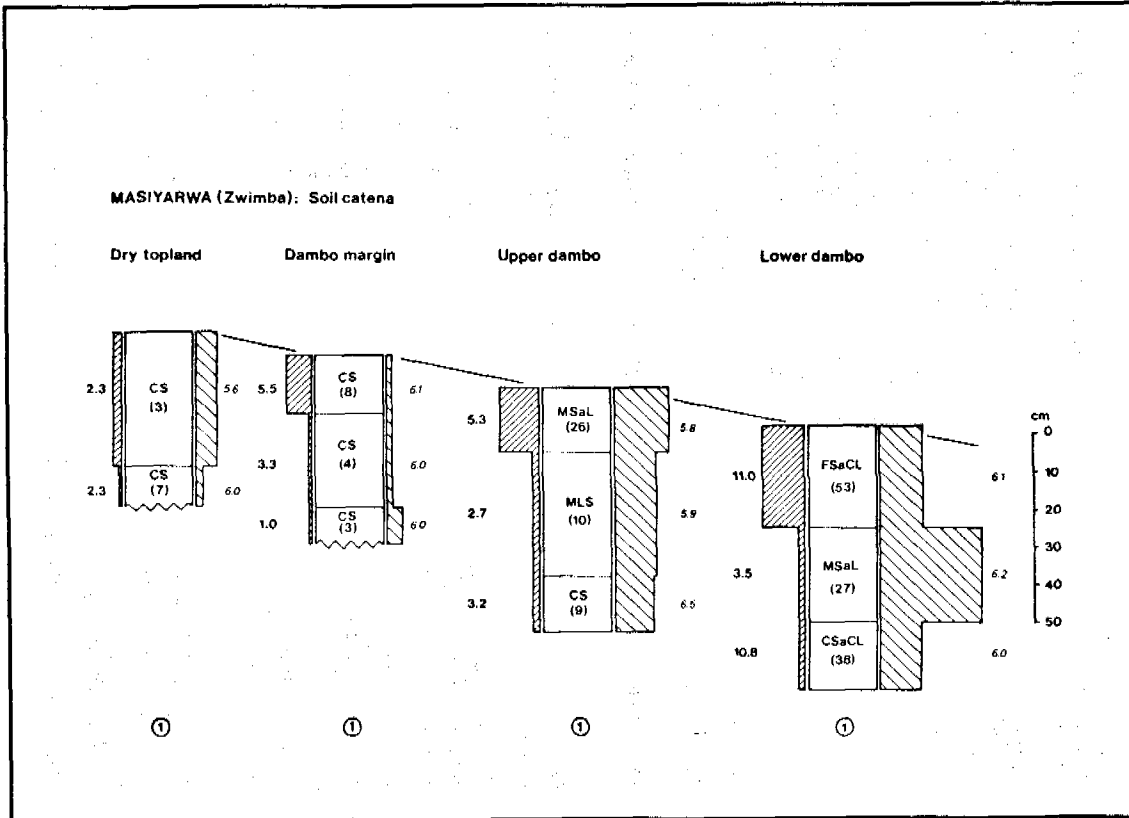 MASIYARWA (Zwimba): Soil catena
Dry topland
Dambo margin
Upper dambo
Lower dambo
2.3
CS
(3)
5.6
2.3
CS
(7)
6.0
5.5
CS
(8)
6.1
3.3
CS
(4)
6.0
1.0
CS
(3)
6.0
5.3
MSaL
(26)
5.8
2.7
MLS
(10)
5.9
3.2
CS
(9)
6.5
11.0
FSaCL
(53)
6.1
3.5
MSaL
(27)
6.2
10.8
CSaCL
(38)
6.0
cm
0
10
20
30
40
50
1
1
1
1